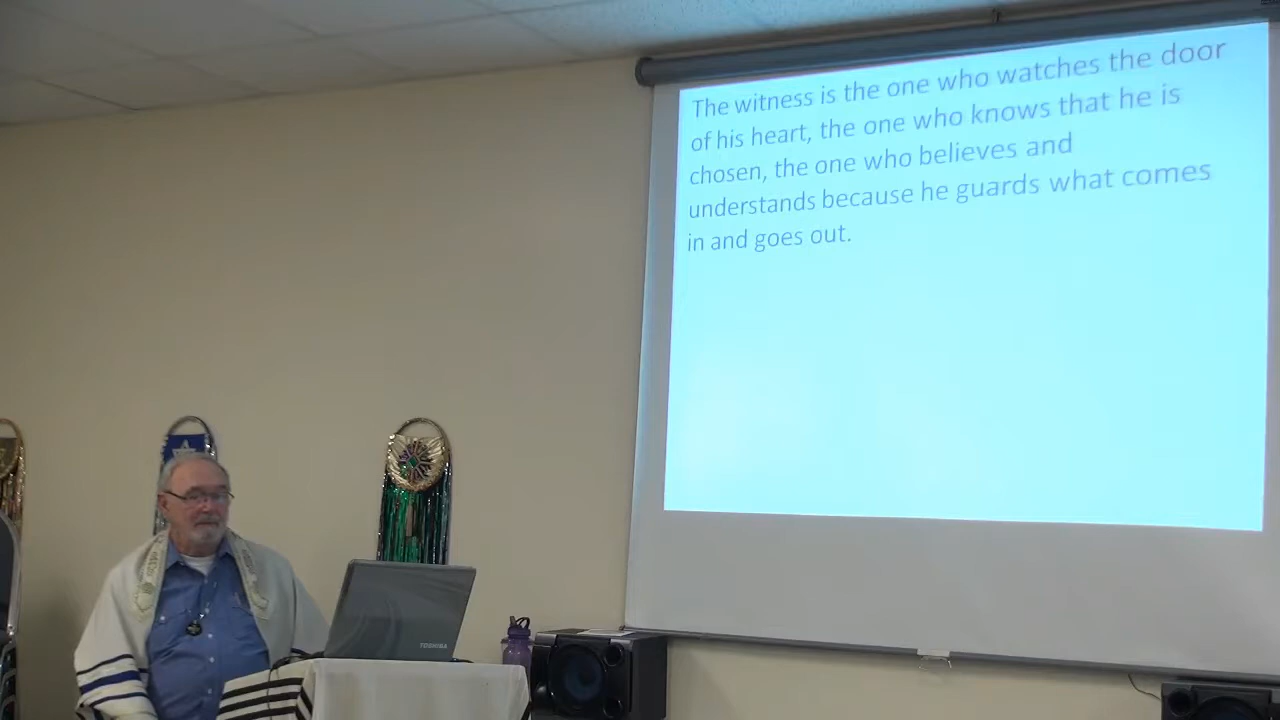 The witness is the one who watches the door
of his heart, the one who knows that he is
chosen, the one who believes and
understands because he guards what comes
in and goes out.
TOSHIBA